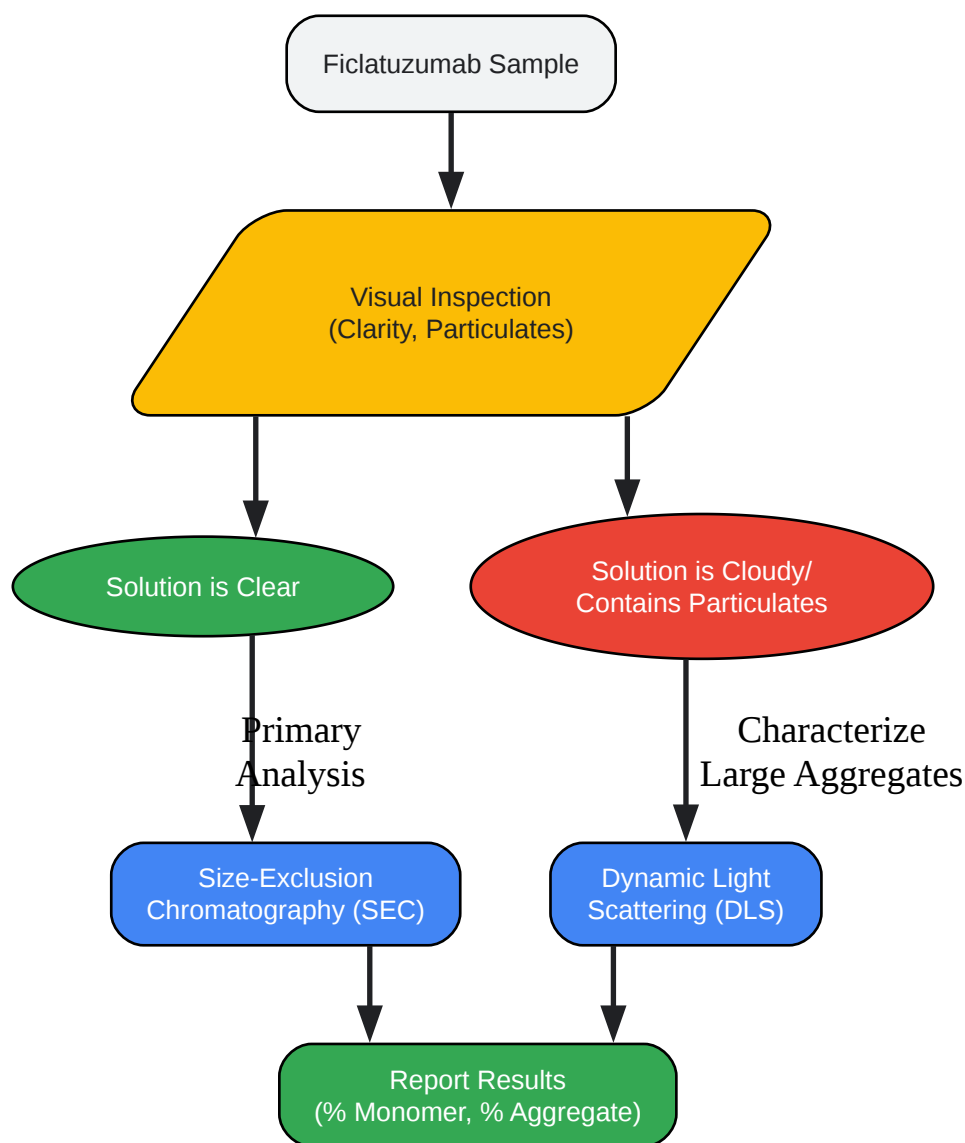 Ficlatuzumab Sample
Visual Inspection
(Clarity, Particulates)
Solution is Clear
Solution is Cloudy/
Contains Particulates
Primary
Analysis
Characterize
Large Aggregates
Size-Exclusion
Chromatography (SEC)
Dynamic Light
Scattering (DLS)
Report Results
(% Monomer, % Aggregate)